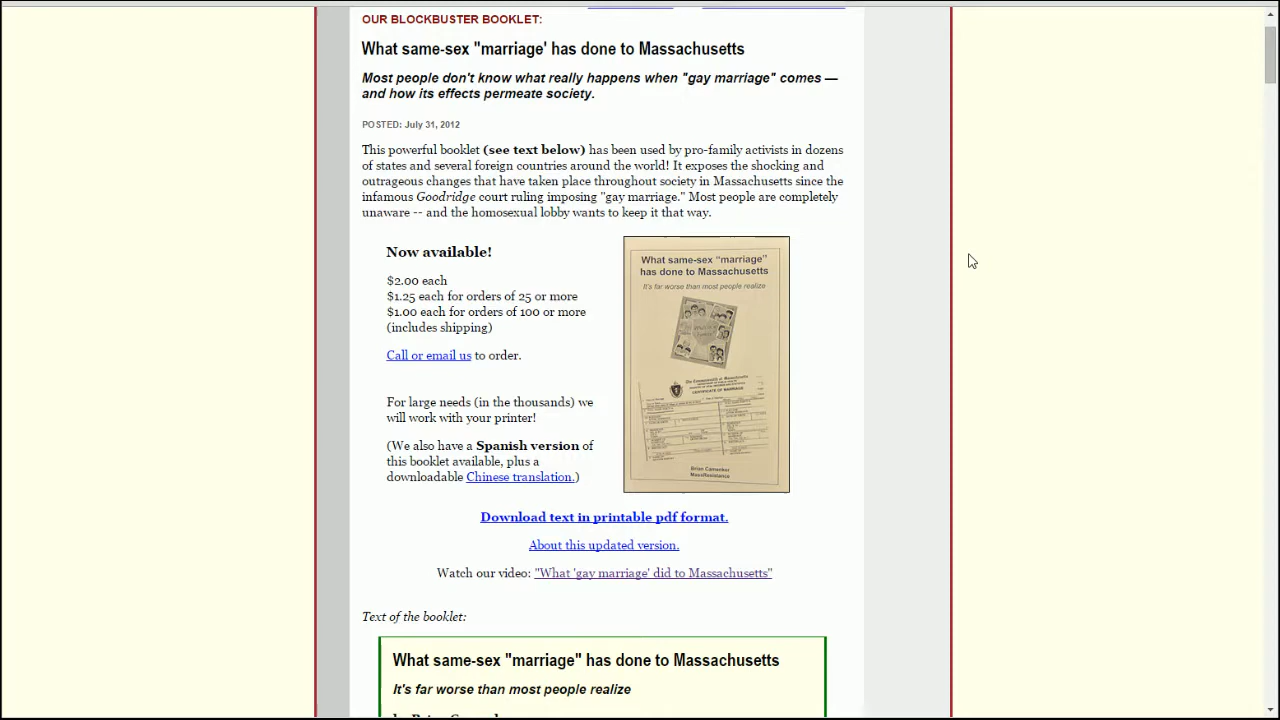 OUR BLOCKBUSTER BOOKLET:
What same-sex "marriage' has done to Massachusetts
Most people don't know what really happens when "gay marriage" comes —
and how its effects permeate society.
POSTED: July 31, 2012
This powerful booklet (see text below) has been used by pro-family activists in dozens
of states and several foreign countries around the world! It exposes the shocking and
outrageous changes that have taken place throughout society in Massachusetts since the
infamous Goodridge court ruling imposing "gay marriage." Most people are completely
unaware -- and the homosexual lobby wants to keep it that way.
Now available!
$2.00 each
$1.25 each for orders of 25 or more
$1.00 each for orders of 100 or more
(includes shipping)
Call or email us to order.
For large needs (in the thousands) we
will work with your printer!
(We also have a Spanish version of
this booklet available, plus a
downloadable Chinese translation.)
What same-sex "marriage"
has done to Massachusetts
It's far worse than most people realize
The Commonwealth of Massachusetts
CERTIFICATE OF MARRIAGE
Brian Camenker
MassResistance
Download text in printable pdf format.
About this updated version.
Watch our video: "What 'gay marriage' did to Massachusetts"
Text of the booklet:
What same-sex "marriage" has done to Massachusetts
It's far worse than most people realize